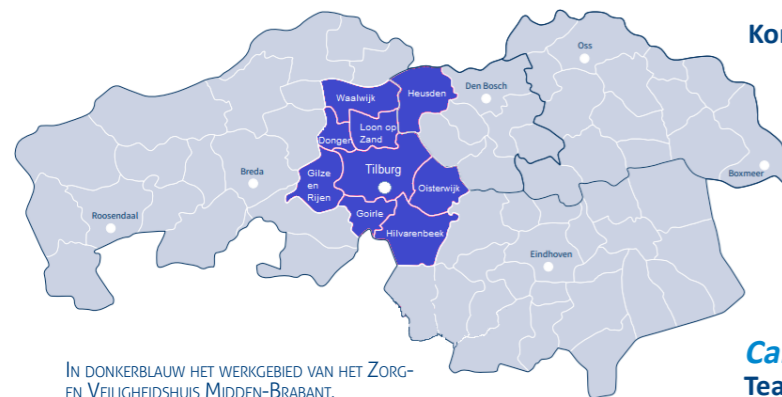 Oss
Kor
Den Bosch
Heusden
Waalwijk
Loon op
Zand
Dongen
Tilburg
Breda
Gilze
en
Rijen
Oisterwijk
Boxmeer
Roosendaal
Goirle
Hilvarenbeek
Eindhoven
Ca
Tea
IN DONKERBLAUW HET WERKGEBIED VAN HET ZORG-
EN VEILIGHEIDSHUIS MIDDEN-BRABANT.